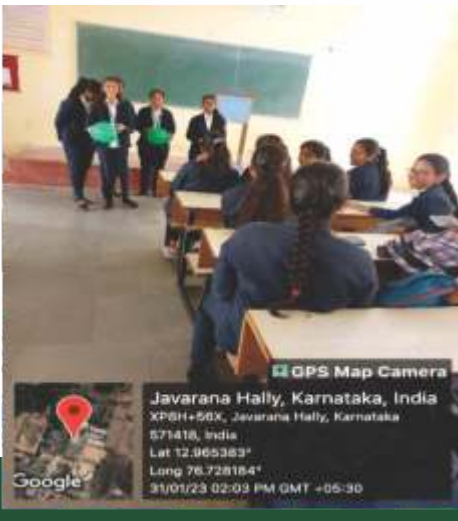 GPS Map Camera
Javarana Hally, Karnataka, India
XP8H+56X, Javarana Hally, Karnataka
571418, India
Lat 12.965383°
Long 76.728184°
31/01/23 02:03 PM GMT +05:30
Google